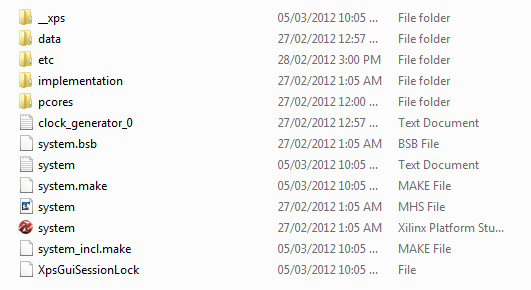 __xps 05/03/2012 10:05 ... File folder
data 27/02/2012 12:57 ... File folder
etc 28/02/2012 3:00 PM File folder
implementation 27/02/2012 1:05 AM File folder
pcores 27/02/2012 12:00 ... File folder
clock_generator_0 27/02/2012 12:57 ... Text Document
system.bsb 27/02/2012 1:05 AM BSB File
system 05/03/2012 10:05 ... Text Document
system.make 05/03/2012 10:05 ... MAKE File
system 27/02/2012 1:05 AM MHS File
system 27/02/2012 1:05 AM Xilinx Platform Stu...
system_incl.make 05/03/2012 10:05 ... MAKE File
XpsGuiSessionLock 05/03/2012 10:05 ... File